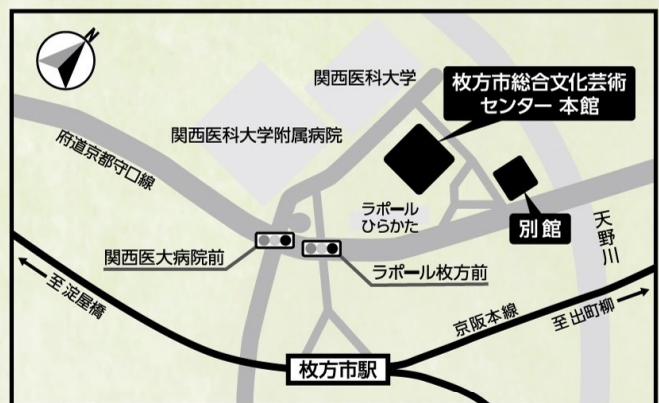 N
関西医科大学
枚方市総合文化芸術
センター 本館
関西医科大学附属病院
府道京都守口線
ラポール
ひらかた
別館
天野川
関西医大病院前
ラポール枚方前
至淀屋橋
京阪本線
至出町柳
枚方市駅